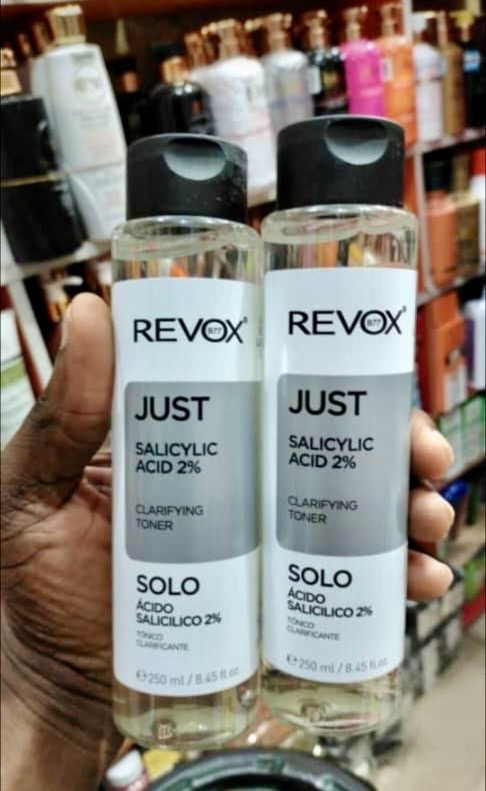 REVOX B77®
JUST
SALICYLIC
ACID 2%
CLARIFYING
TONER
SOLO
ÁCIDO
SALICILICO 2%
TÓNICO
CLARIFICANTE
℮ 250 ml / 8.45 fl.oz.
REVOX B77®
JUST
SALICYLIC
ACID 2%
CLARIFYING
TONER
SOLO
ÁCIDO
SALICILICO 2%
TÓNICO
CLARIFICANTE
℮ 250 ml / 8.45 fl.oz.